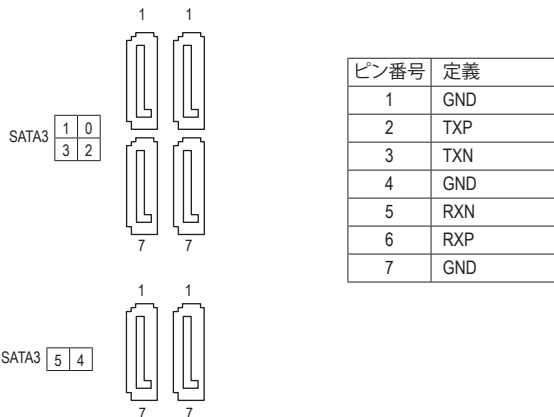 1 1
SATA3
1 0
3 2
7 7
1 1
SATA3
5 4
7 7
ピン番号 定義
1 GND
2 TXP
3 TXN
4 GND
5 RXN
6 RXP
7 GND